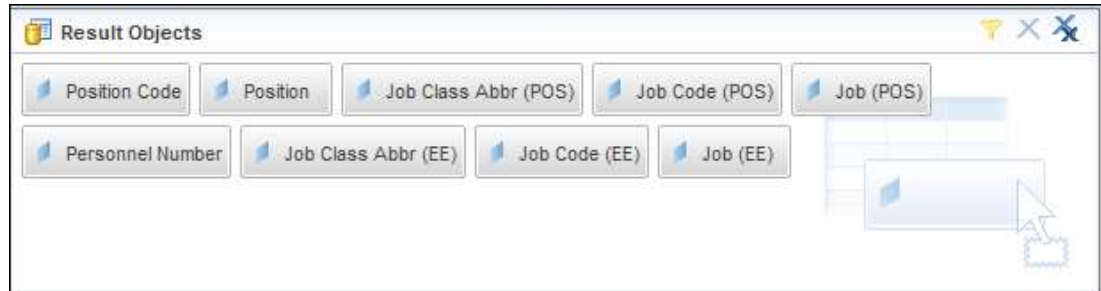 Result Objects
Position Code Position Job Class Abbr (POS) Job Code (POS) Job (POS)
Personnel Number Job Class Abbr (EE) Job Code (EE) Job (EE)